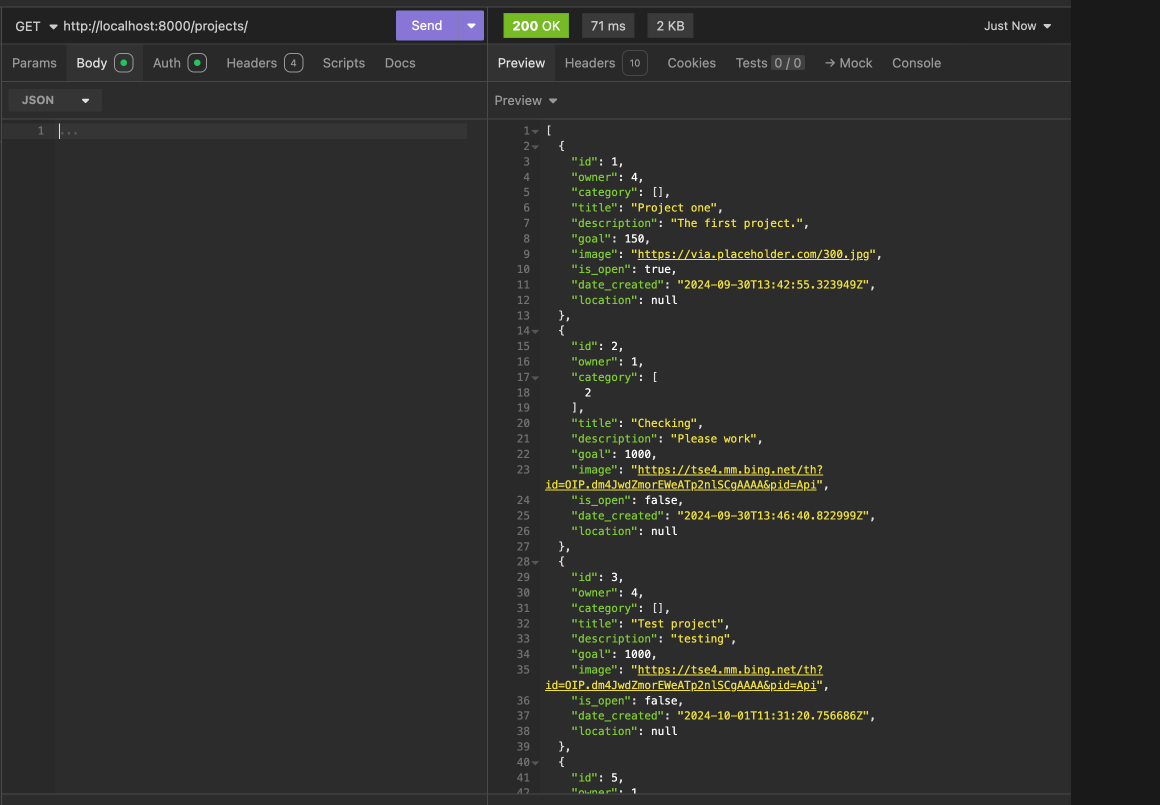 GET http://localhost:8000/projects/ Send 200 OK 71 ms 2 KB Just Now
Params Body Auth Headers 4 Scripts Docs Preview Headers 10 Cookies Tests 0 / 0 → Mock Console
JSON Preview
1 ...
1 [
2 {
3 "id": 1,
4 "owner": 4,
5 "category": [],
6 "title": "Project one",
7 "description": "The first project.",
8 "goal": 150,
9 "image": "https://via.placeholder.com/300.jpg",
10 "is_open": true,
11 "date_created": "2024-09-30T13:42:55.323949Z",
12 "location": null
13 },
14 {
15 "id": 2,
16 "owner": 1,
17 "category": [
18 2
19 ],
20 "title": "Checking",
21 "description": "Please work",
22 "goal": 1000,
23 "image": "https://tse4.mm.bing.net/th?
id=OIP.dm4JwdZmorEWeATp2nlSCgAAAA&pid=Api",
24 "is_open": false,
25 "date_created": "2024-09-30T13:46:40.822999Z",
26 "location": null
27 },
28 {
29 "id": 3,
30 "owner": 4,
31 "category": [],
32 "title": "Test project",
33 "description": "testing",
34 "goal": 1000,
35 "image": "https://tse4.mm.bing.net/th?
id=OIP.dm4JwdZmorEWeATp2nlSCgAAAA&pid=Api",
36 "is_open": false,
37 "date_created": "2024-10-01T11:31:20.756686Z",
38 "location": null
39 },
40 {
41 "id": 5,
42 "owner": 1